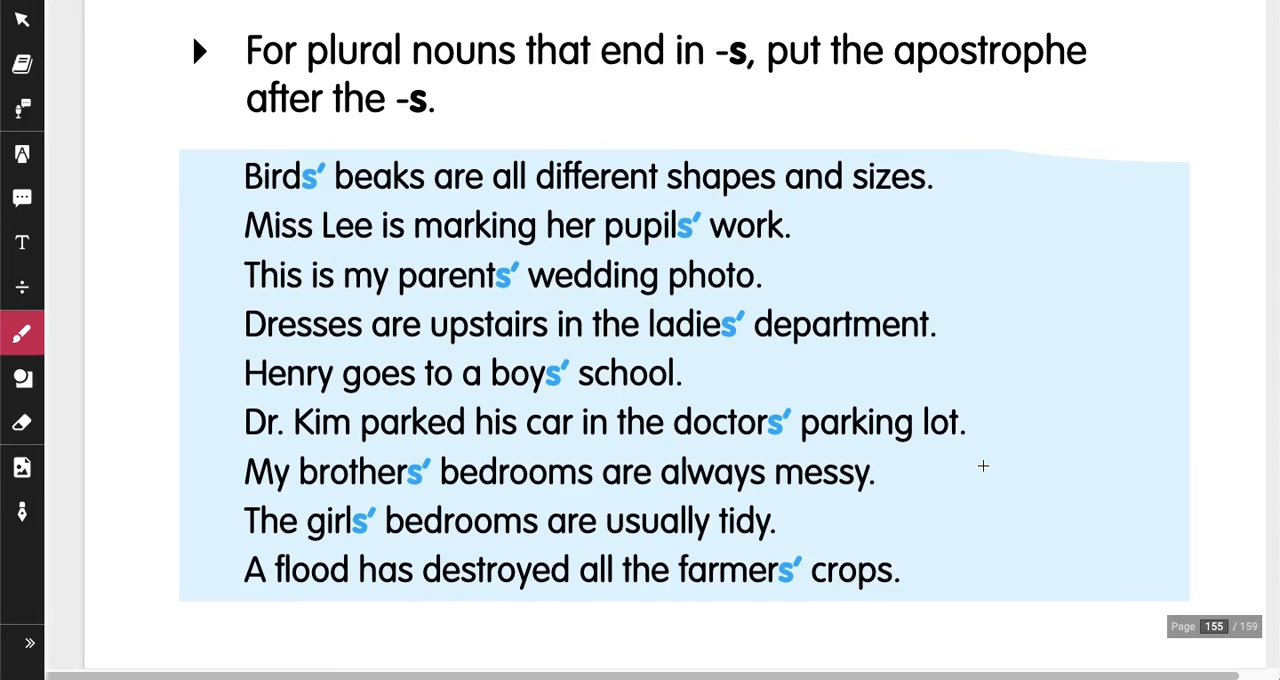 For plural nouns that end in -s, put the apostrophe
after the -s.
Birds’ beaks are all different shapes and sizes.
Miss Lee is marking her pupils’ work.
This is my parents’ wedding photo.
Dresses are upstairs in the ladies’ department.
Henry goes to a boys’ school.
Dr. Kim parked his car in the doctors’ parking lot.
My brothers’ bedrooms are always messy.
The girls’ bedrooms are usually tidy.
A flood has destroyed all the farmers’ crops.
Page 155 / 159